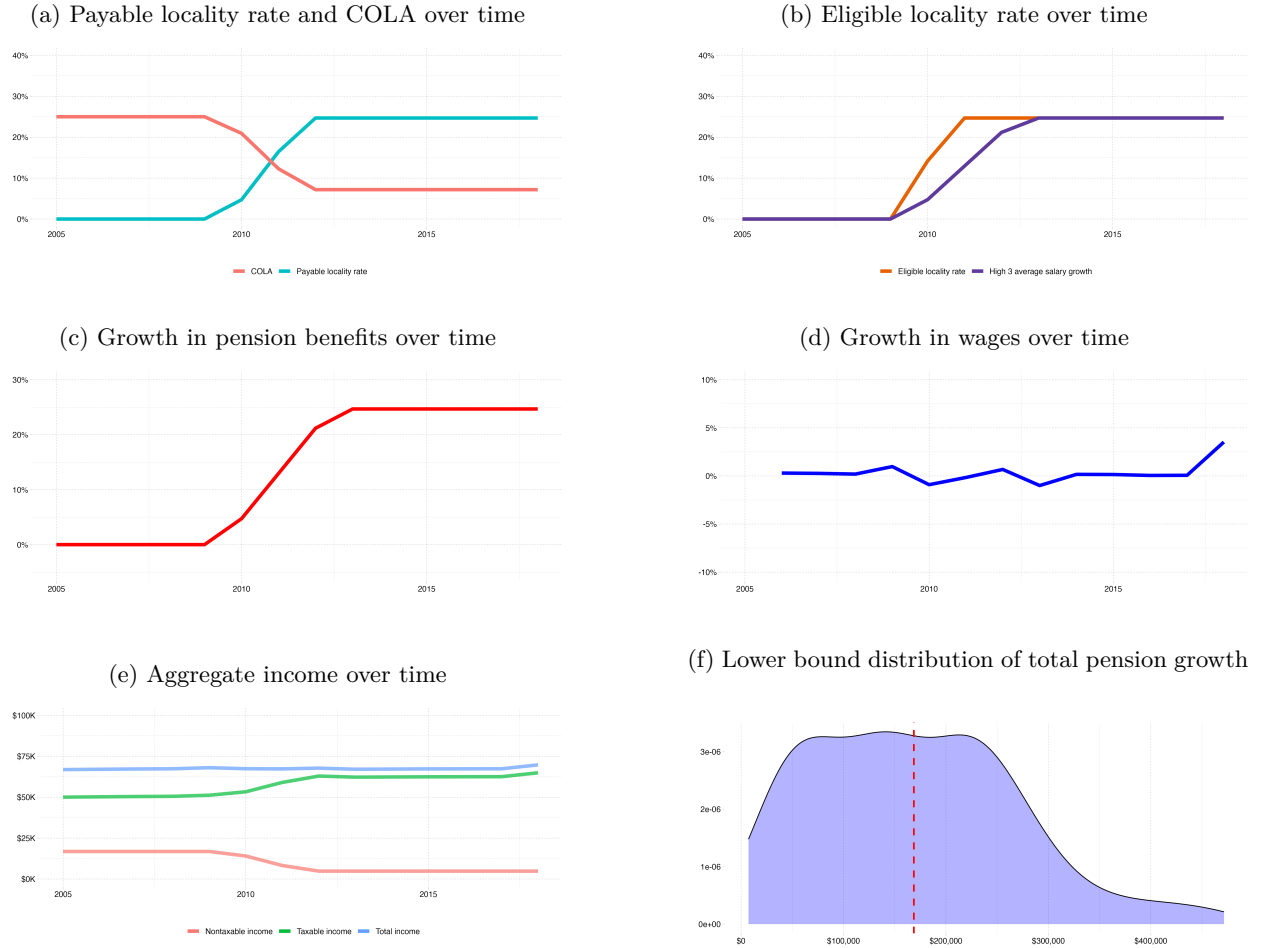 (a) Payable locality rate and COLA over time
40%
30%
20%
10%
0%
2005 2010 2015
COLA Payable locality rate
(b) Eligible locality rate over time
40%
30%
20%
10%
0%
2005 2010 2015
Eligible locality rate High 3 average salary growth
(c) Growth in pension benefits over time
30%
20%
10%
0%
2005 2010 2015
(d) Growth in wages over time
10%
5%
0%
-5%
-10%
2005 2010 2015
(e) Aggregate income over time
$100K
$75K
$50K
$25K
$0K
2005 2010 2015
Nontaxable income Taxable income Total income
(f) Lower bound distribution of total pension growth
3e-06
2e-06
1e-06
0e+00
$0 $100,000 $200,000 $300,000 $400,000